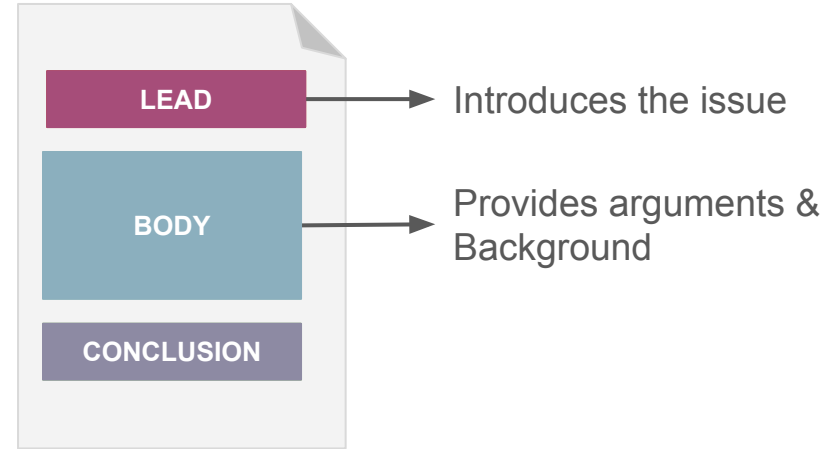 LEAD
Introduces the issue
BODY
Provides arguments &
Background
CONCLUSION